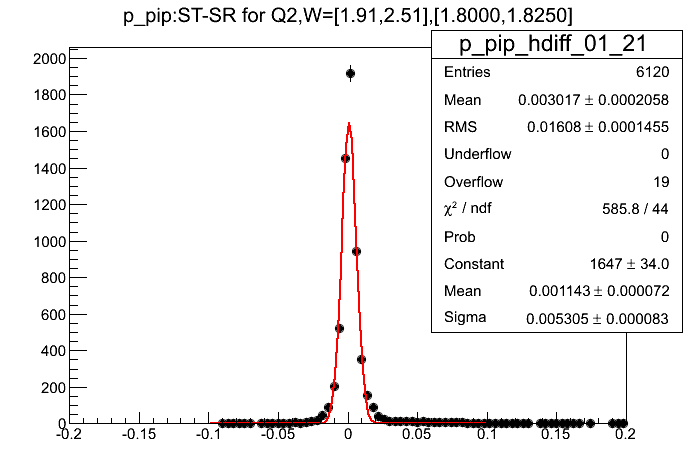 p_pip:ST-SR for Q2,W=[1.91,2.51],[1.8000,1.8250]
p_pip_hdiff_01_21
Entries 6120
Mean 0.003017 ± 0.0002058
RMS 0.01608 ± 0.0001455
Underflow 0
Overflow 19
χ² / ndf 585.8 / 44
Prob 0
Constant 1647 ± 34.0
Mean 0.001143 ± 0.000072
Sigma 0.005305 ± 0.000083
2000
1800
1600
1400
1200
1000
800
600
400
200
0
-0.2 -0.15 -0.1 -0.05 0 0.05 0.1 0.15 0.2